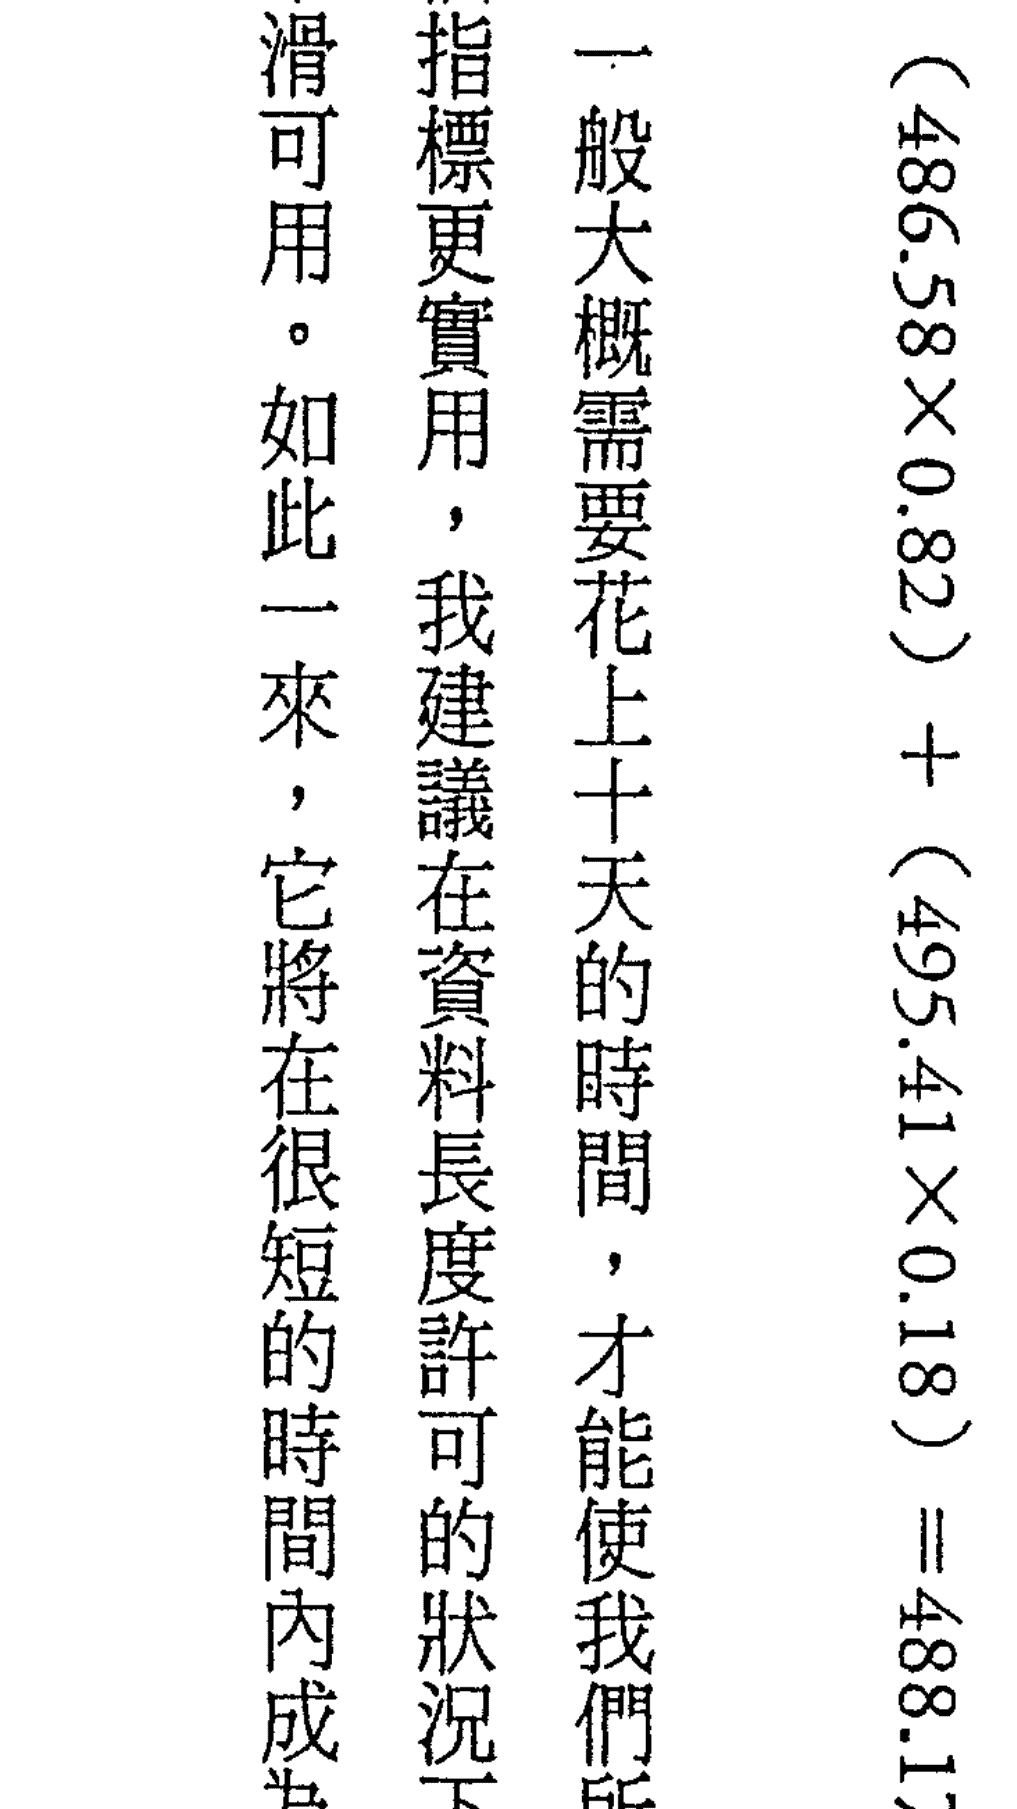 (486.58×0.82) + (495.41×0.18) =488.17
一般大概需要花上十天的時間，才能使我們所
指標更實用，我建議在資料長度許可的狀況下
滑可用。如此一來，它將在很短的時間內成為